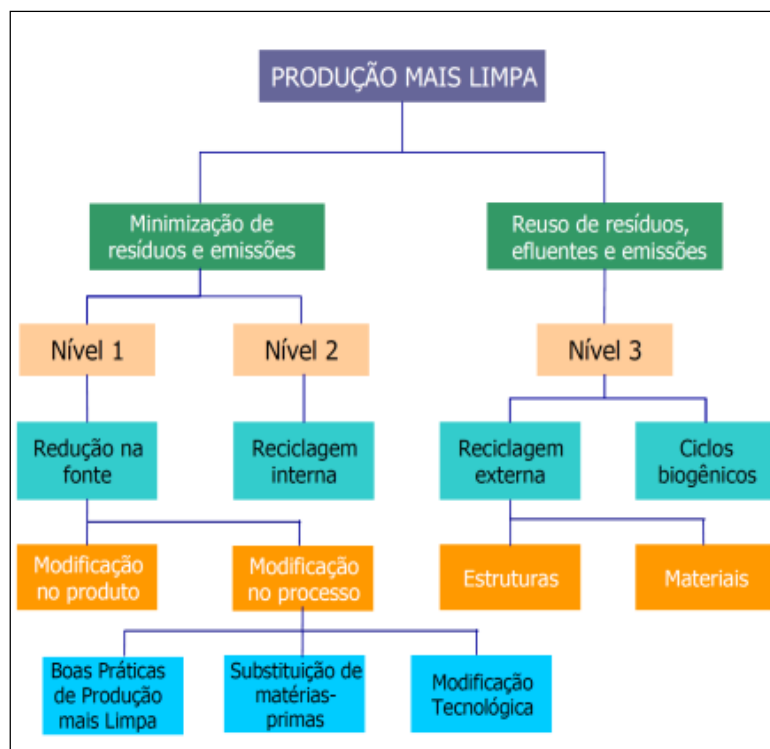 PRODUÇÃO MAIS LIMPA
Minimização de
resíduos e emissões
Reuso de resíduos,
efluentes e emissões
Nível 1
Nível 2
Nível 3
Redução na
fonte
Reciclagem
interna
Reciclagem
externa
Ciclos
biogênicos
Modificação
no produto
Modificação
no processo
Estruturas
Materiais
Boas Práticas
de Produção
mais Limpa
Substituição de
matérias-
primas
Modificação
Tecnológica